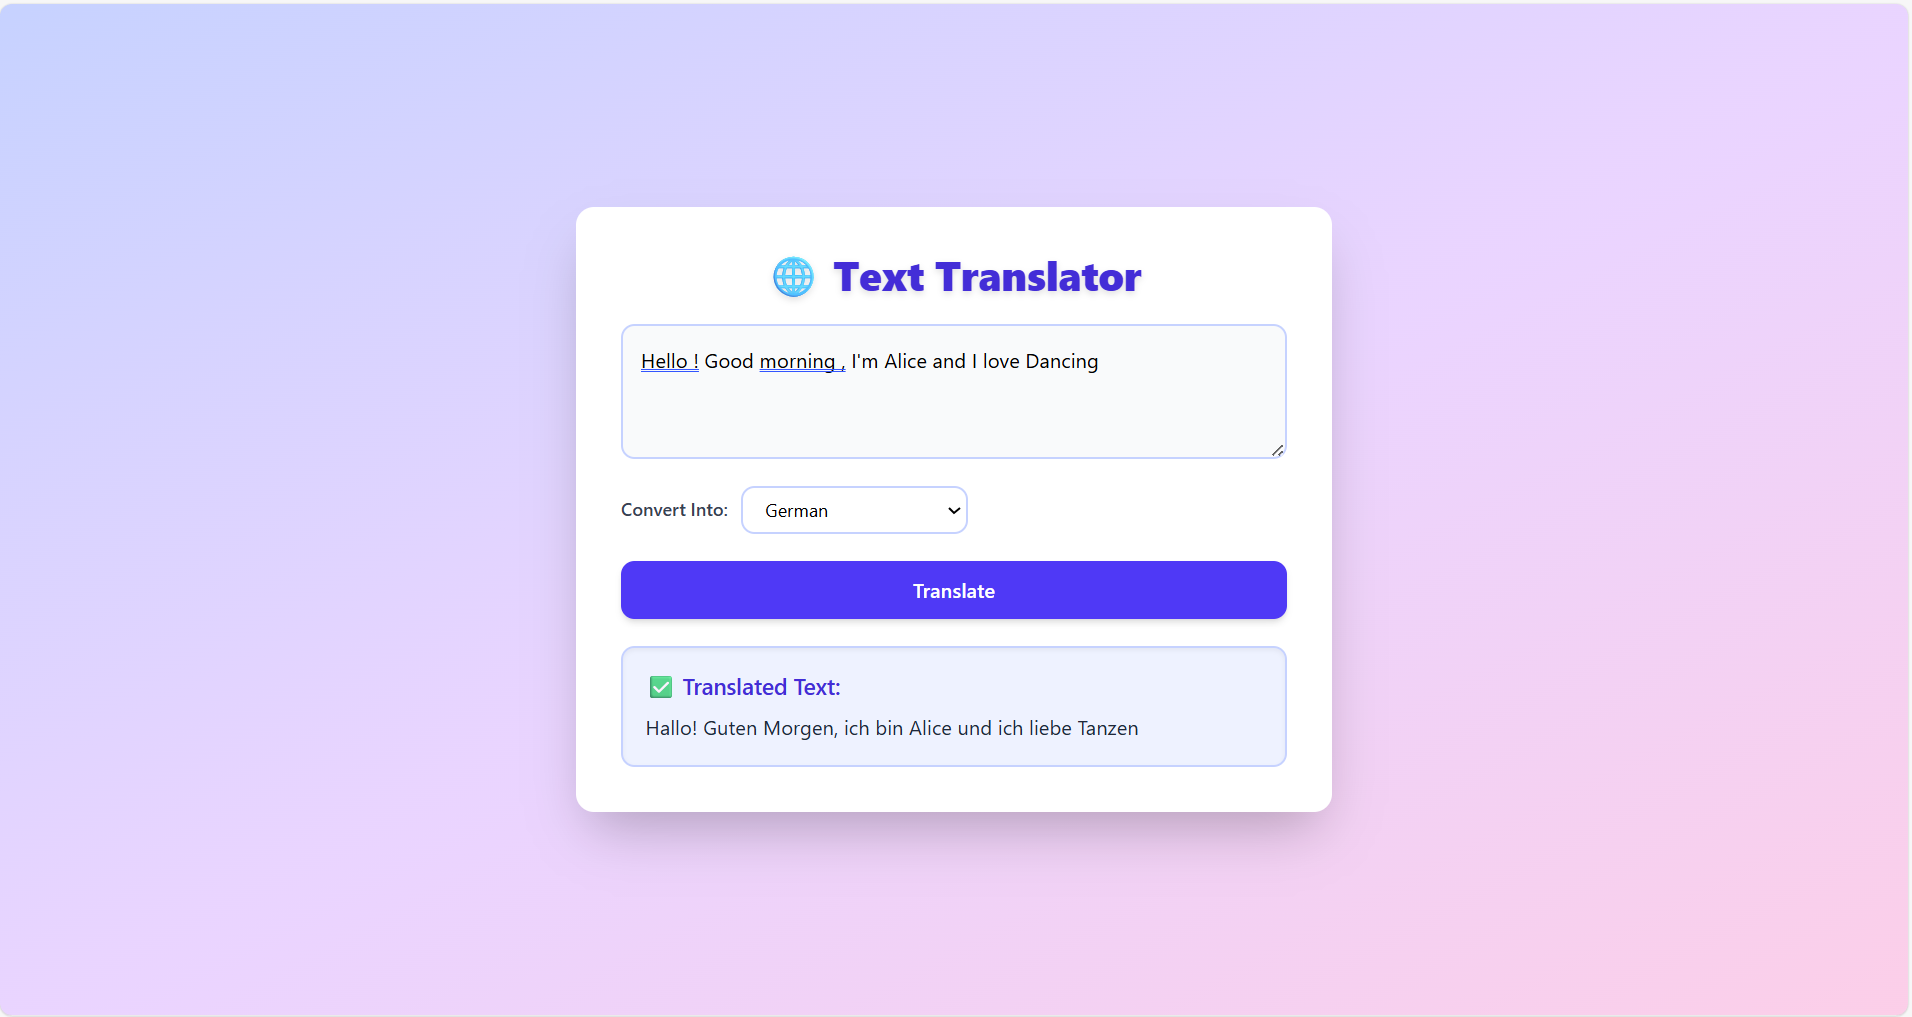 🌐 Text Translator
Hello ! Good morning , I'm Alice and I love Dancing
Convert Into: German
Translate
✅ Translated Text:
Hallo! Guten Morgen, ich bin Alice und ich liebe Tanzen